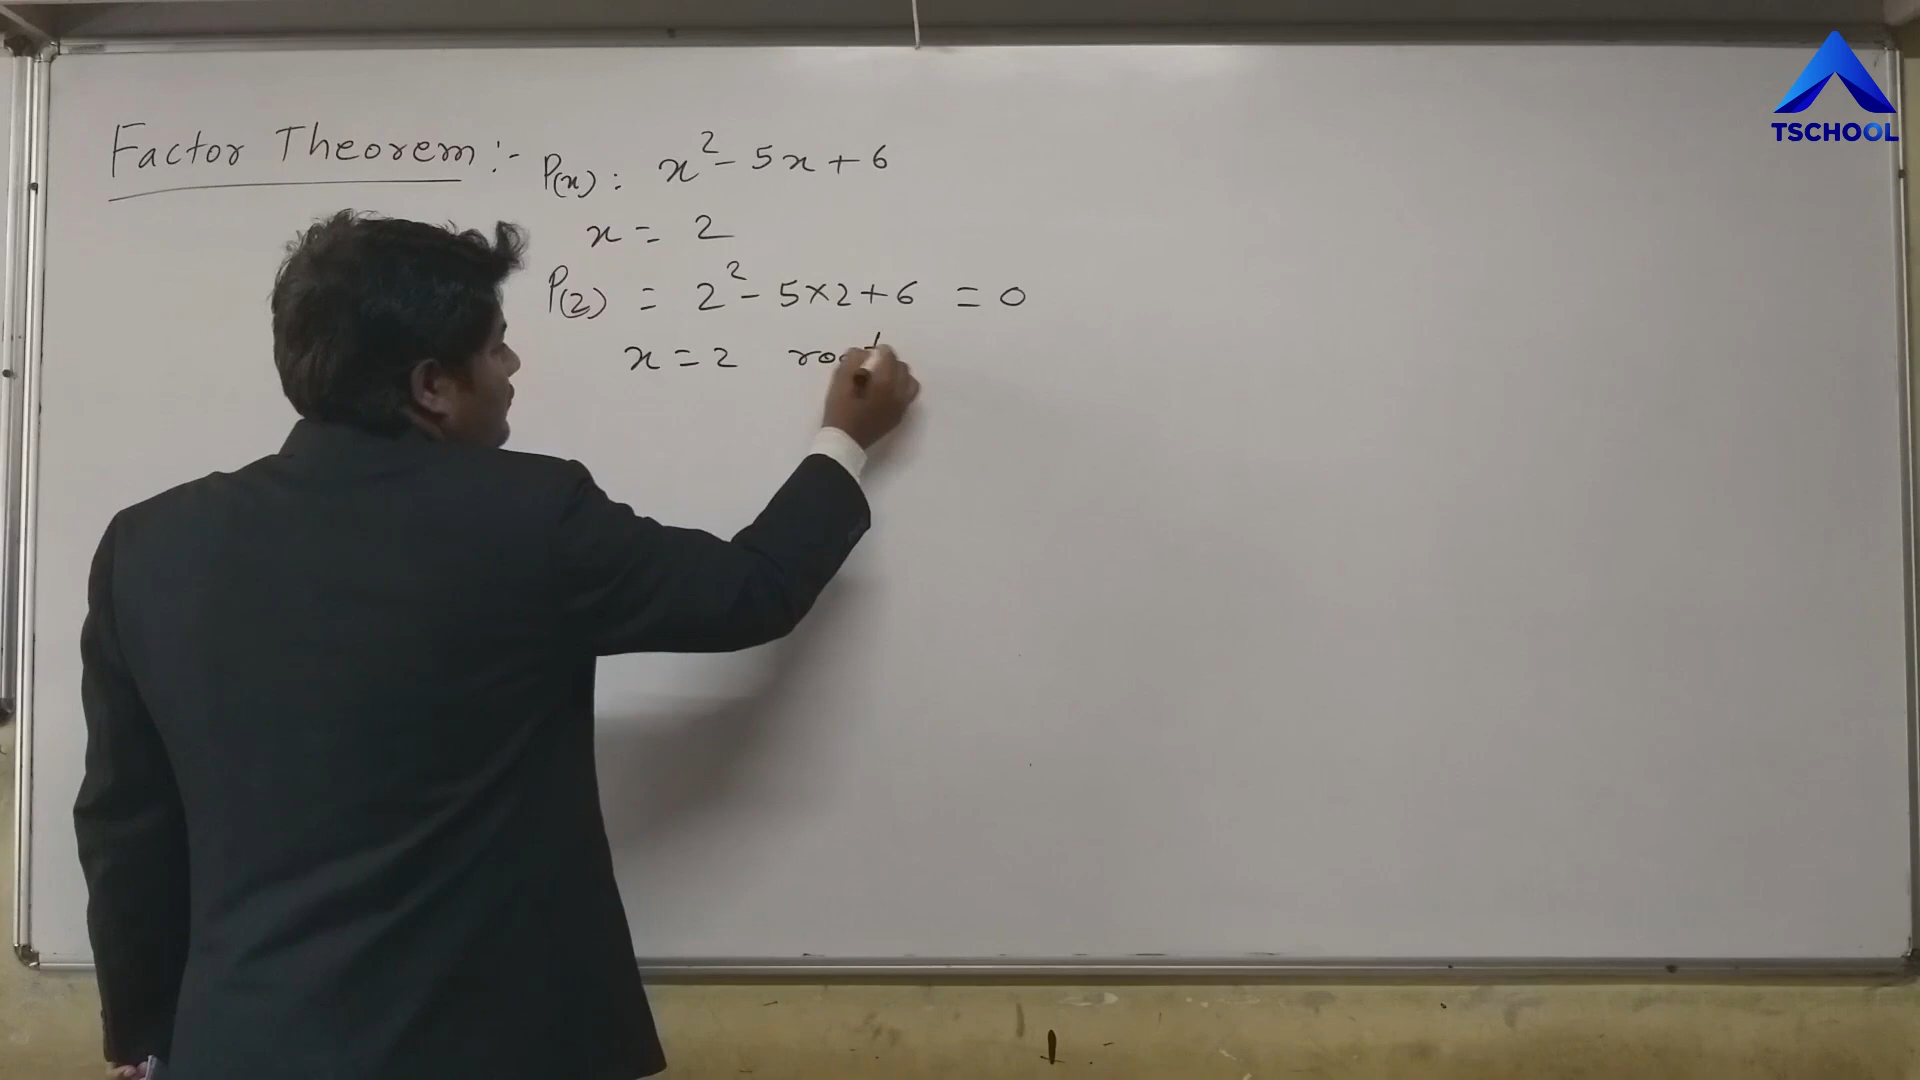 TSCHOOL
Factor Theorem :- P(x) : x² - 5x + 6
x = 2
P(2) = 2² - 5×2+6 = 0
x = 2 root